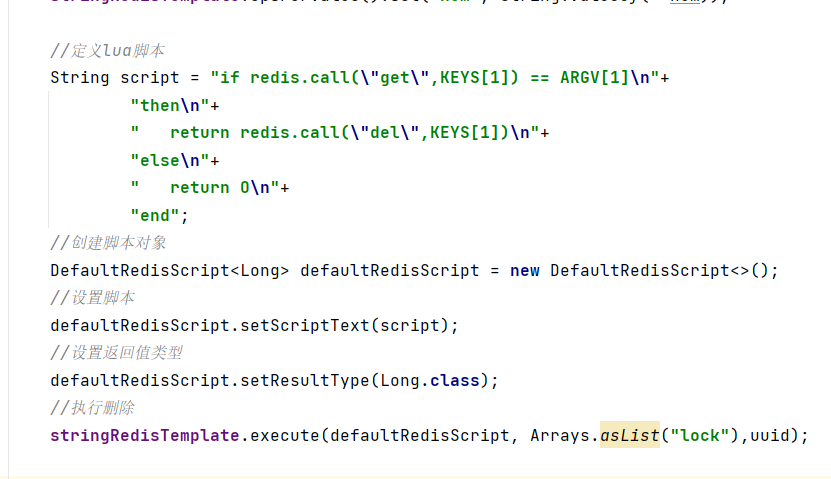 //定义lua脚本
String script = "if redis.call(\"get\",KEYS[1]) == ARGV[1]\n"+
"then\n"+
"   return redis.call(\"del\",KEYS[1])\n"+
"else\n"+
"   return 0\n"+
"end";
//创建脚本对象
DefaultRedisScript<Long> defaultRedisScript = new DefaultRedisScript<>();
//设置脚本
defaultRedisScript.setScriptText(script);
//设置返回值类型
defaultRedisScript.setResultType(Long.class);
//执行删除
stringRedisTemplate.execute(defaultRedisScript, Arrays.asList("lock"),uuid);